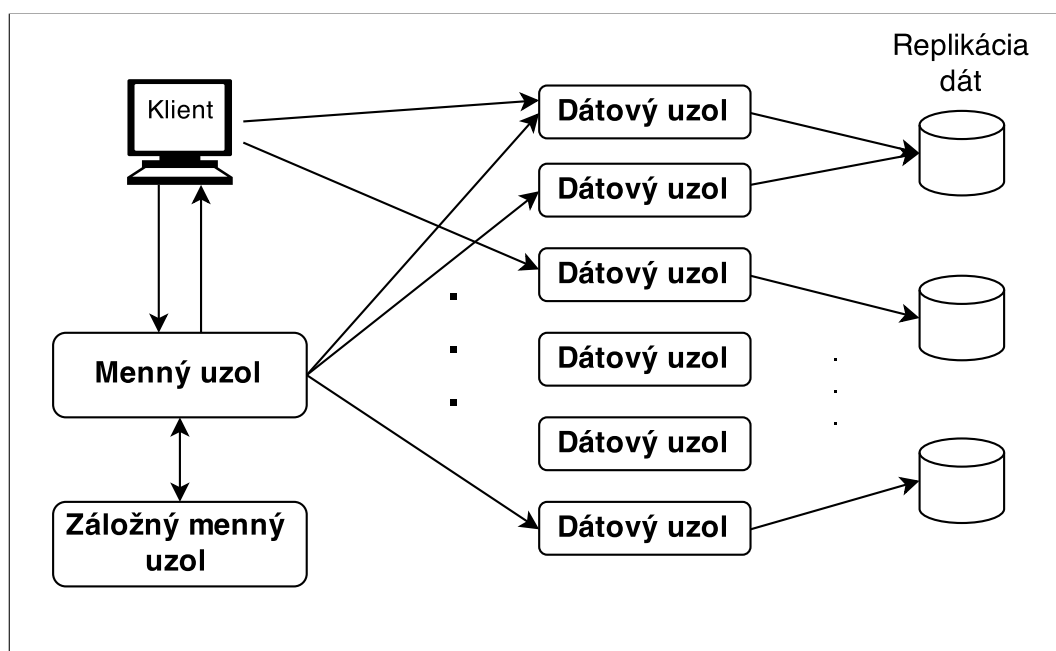 Replikácia
dát
Klient
Dátový uzol
Dátový uzol
Dátový uzol
Menný uzol
Dátový uzol
Dátový uzol
Záložný menný
uzol
Dátový uzol